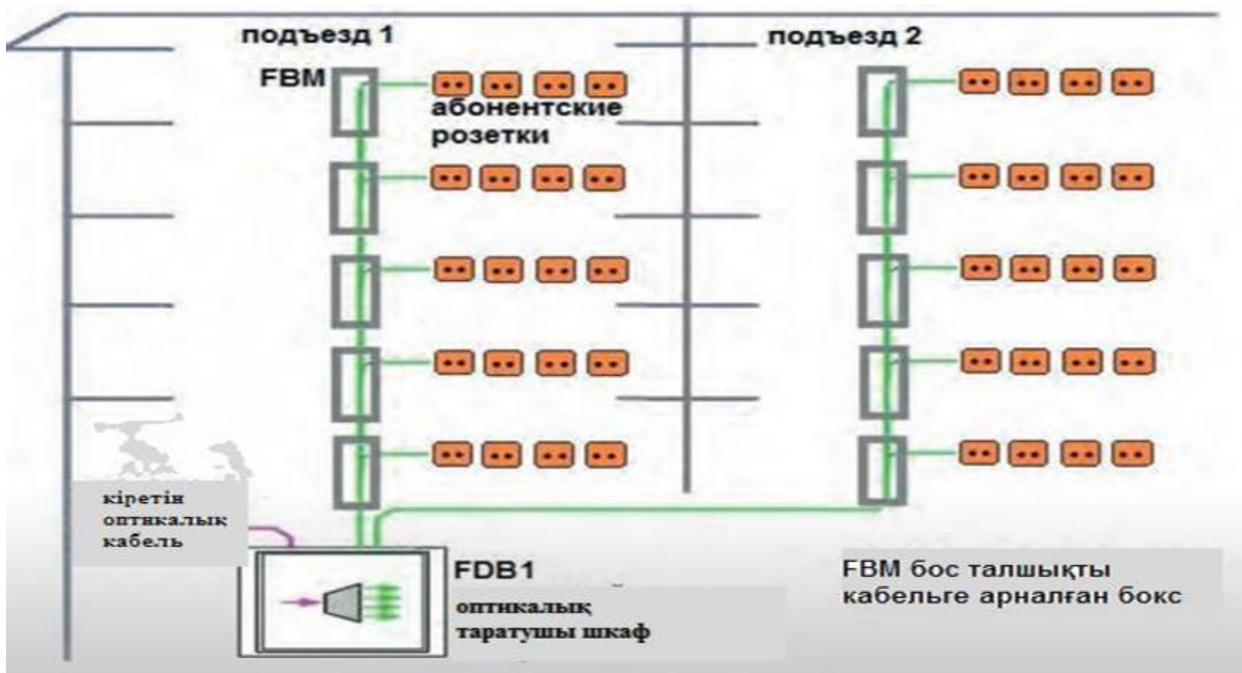 подъезд 1
подъезд 2
FBM
абонентские
розетки
кіретін
оптикалық
кабель
FDB1
оптикалық
таратушы шкаф
FBM бос талшықты
кабельге арналған бокс